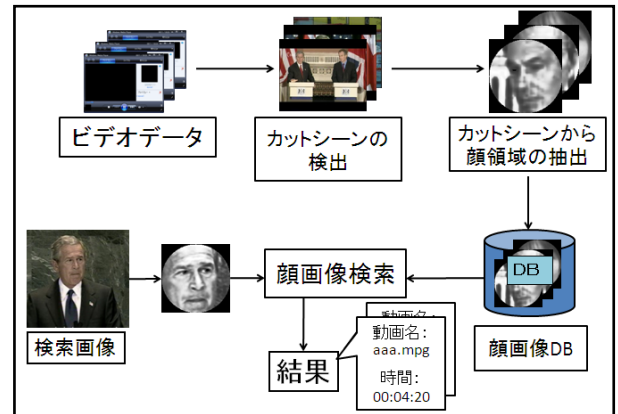 ビデオデータ
カットシーンの
検出
カットシーンから
顔領域の抽出
検索画像
顔画像検索
DB
顔画像DB
結果
動画名:
動画名:
aaa.mpg
時間:
00:04:20